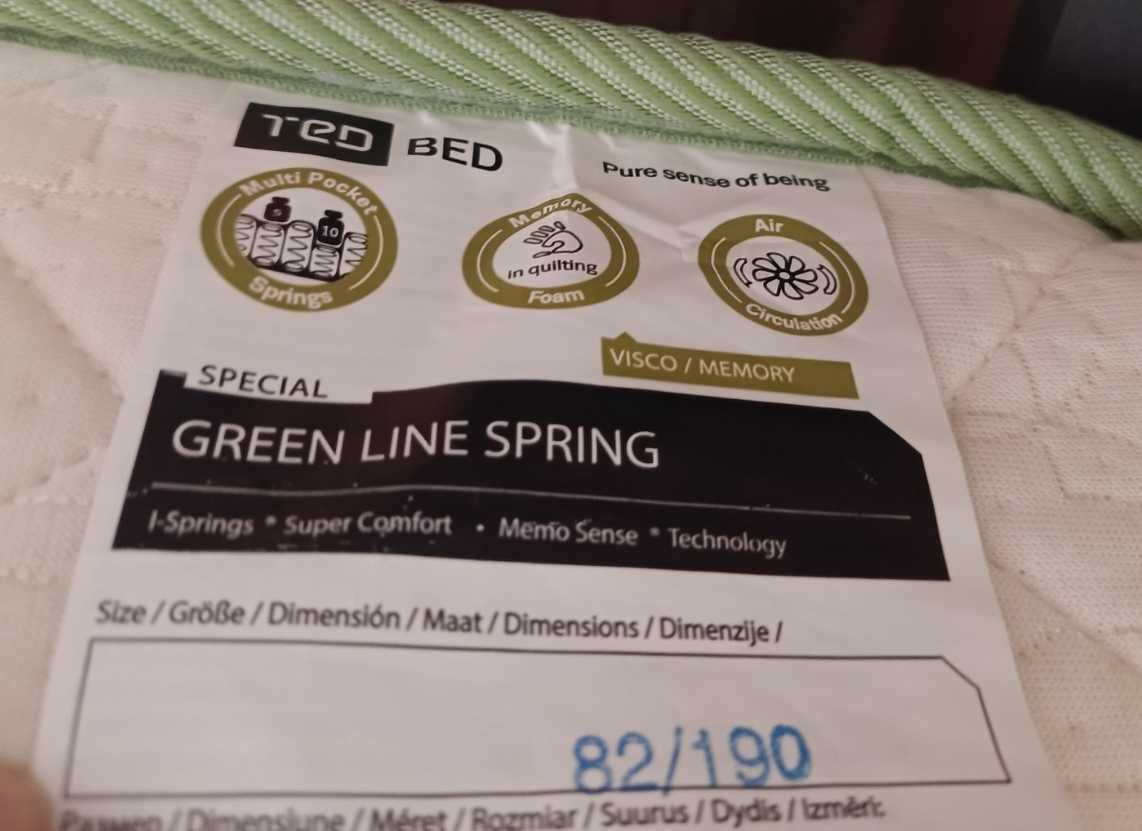 TED BED
Pure sense of being
Multi Pocket
5
10
Springs
Memory
in quilting
Foam
Air
Circulation
VISCO / MEMORY
SPECIAL
GREEN LINE SPRING
I-Springs * Super Comfort • Memo Sense * Technology
Size / Größe / Dimensión / Maat / Dimensions / Dimenzije /
82/190
Размер / Dimensiune / Méret / Rozmiar / Suurus / Dydis / Izmērs